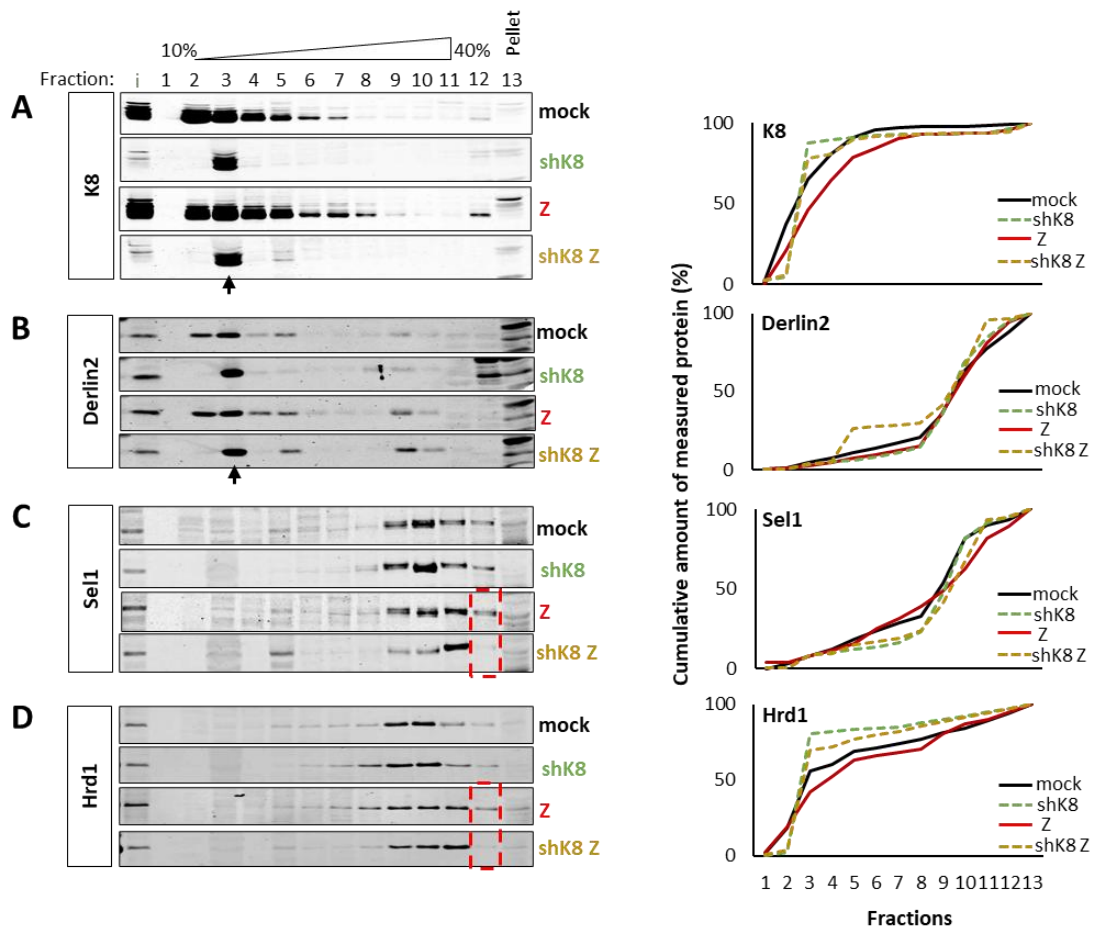 10% 40% Pellet
Fraction: i 1 2 3 4 5 6 7 8 9 10 11 12 13
A
K8
mock
shK8
Z
shK8 Z
B
Derlin2
mock
shK8
Z
shK8 Z
C
Sel1
mock
shK8
Z
shK8 Z
D
Hrd1
mock
shK8
Z
shK8 Z
Cumulative amount of measured protein (%)
100
50
0
K8
mock
shK8
Z
shK8 Z
100
50
0
Derlin2
mock
shK8
Z
shK8 Z
100
50
0
Sel1
mock
shK8
Z
shK8 Z
100
50
0
Hrd1
mock
shK8
Z
shK8 Z
1 2 3 4 5 6 7 8 9 10 11 12 13
Fractions